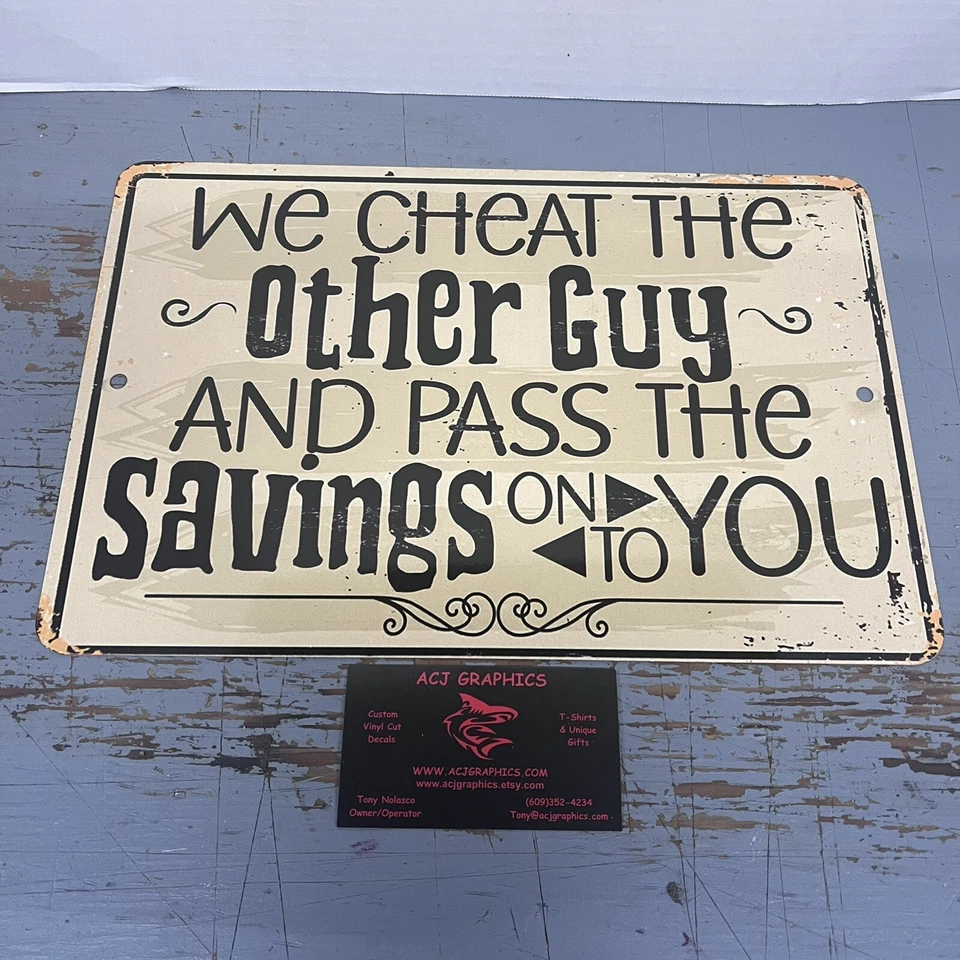 We CHeAT THe
other Guy
AND PASS THe
savings ON TO YOU
ACJ GRAPHICS
Custom
Vinyl Cut
Decals
T-Shirts
& Unique
Gifts
WWW.ACJGRAPHICS.COM
www.acjgraphics.etsy.com
Tony Nolasco
Owner/Operator
(609)352-4234
Tony@acjgraphics.com